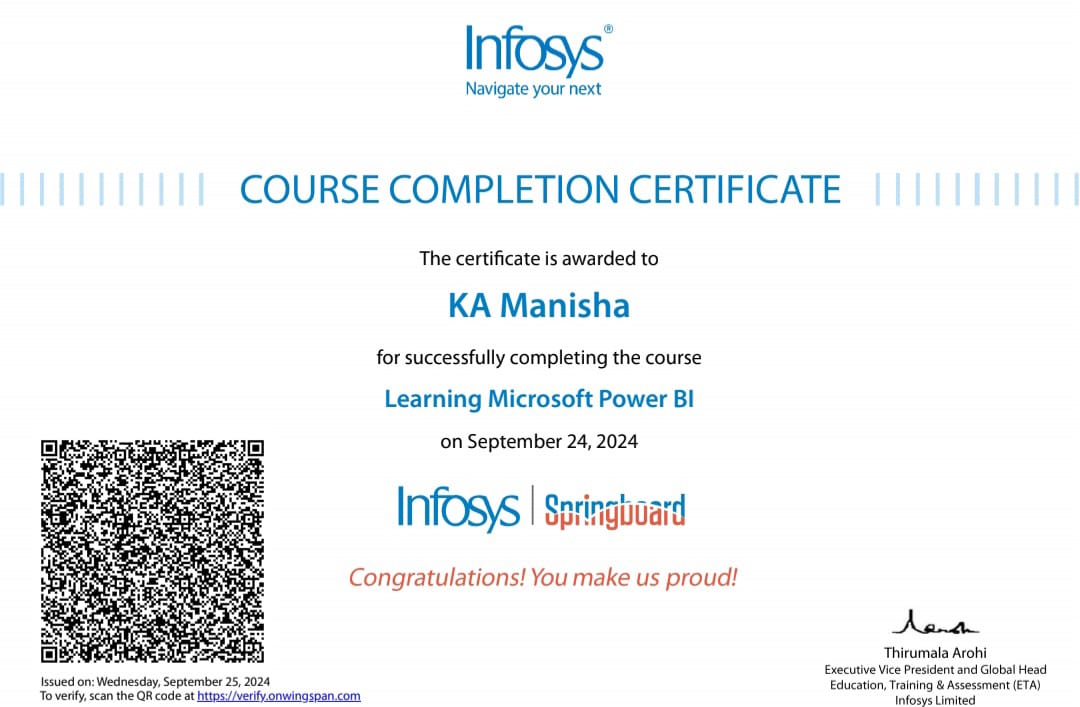 Infosys®
Navigate your next
COURSE COMPLETION CERTIFICATE
The certificate is awarded to
KA Manisha
for successfully completing the course
Learning Microsoft Power BI
on September 24, 2024
Infosys | Springboard
Congratulations! You make us proud!
Thirumala Arohi
Executive Vice President and Global Head
Education, Training & Assessment (ETA)
Infosys Limited
Issued on: Wednesday, September 25, 2024
To verify, scan the QR code at https://verify.onwingspan.com